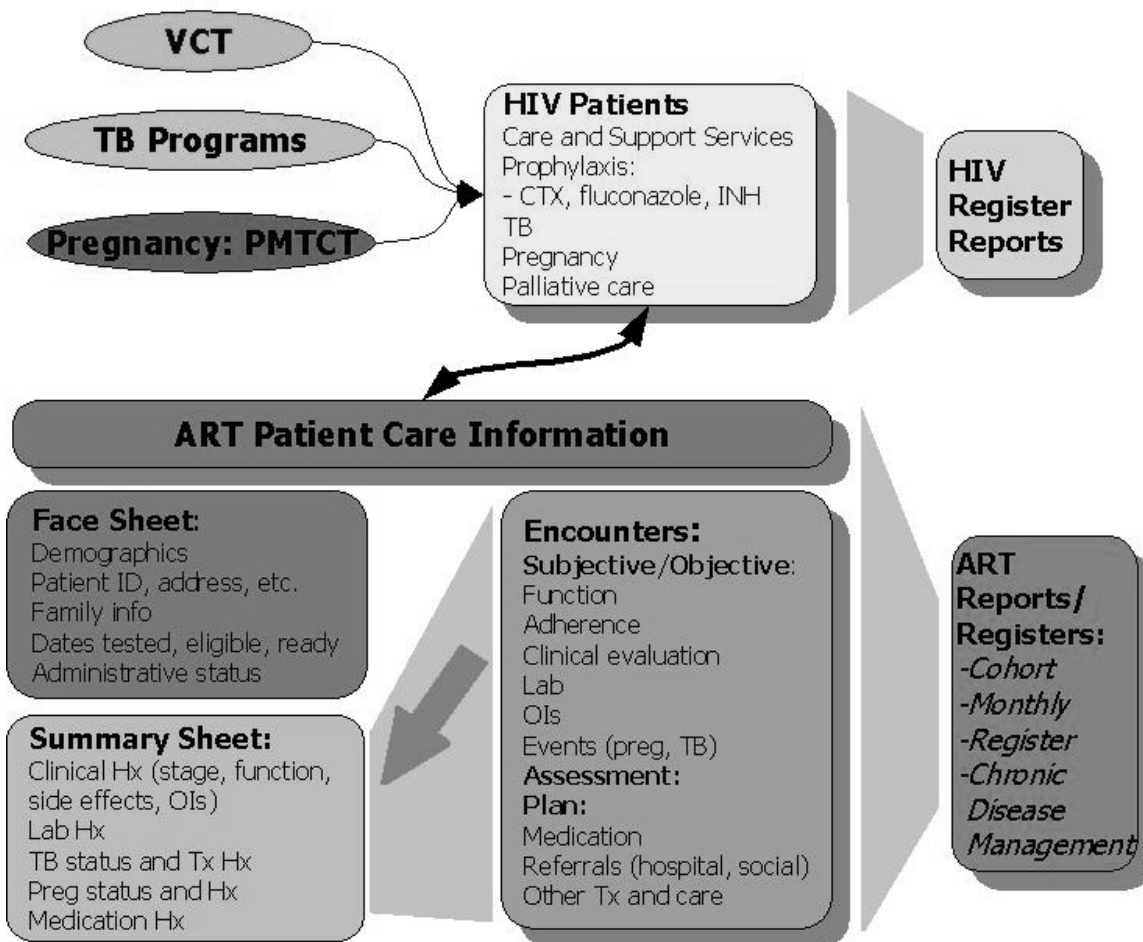 VCT
TB Programs
Pregnancy: PMTCT
HIV Patients
Care and Support Services
Prophylaxis:
- CTX, fluconazole, INH
TB
Pregnancy
Palliative care
HIV
Register
Reports
ART Patient Care Information
Face Sheet:
Demographics
Patient ID, address, etc.
Family info
Dates tested, eligible, ready
Administrative status
Summary Sheet:
Clinical Hx (stage, function,
side effects, OIs)
Lab Hx
TB status and Tx Hx
Preg status and Hx
Medication Hx
Encounters:
Subjective/Objective:
Function
Adherence
Clinical evaluation
Lab
OIs
Events (preg, TB)
Assessment:
Plan:
Medication
Referrals (hospital, social)
Other Tx and care
ART
Reports/
Registers:
-Cohort
-Monthly
-Register
-Chronic
Disease
Management